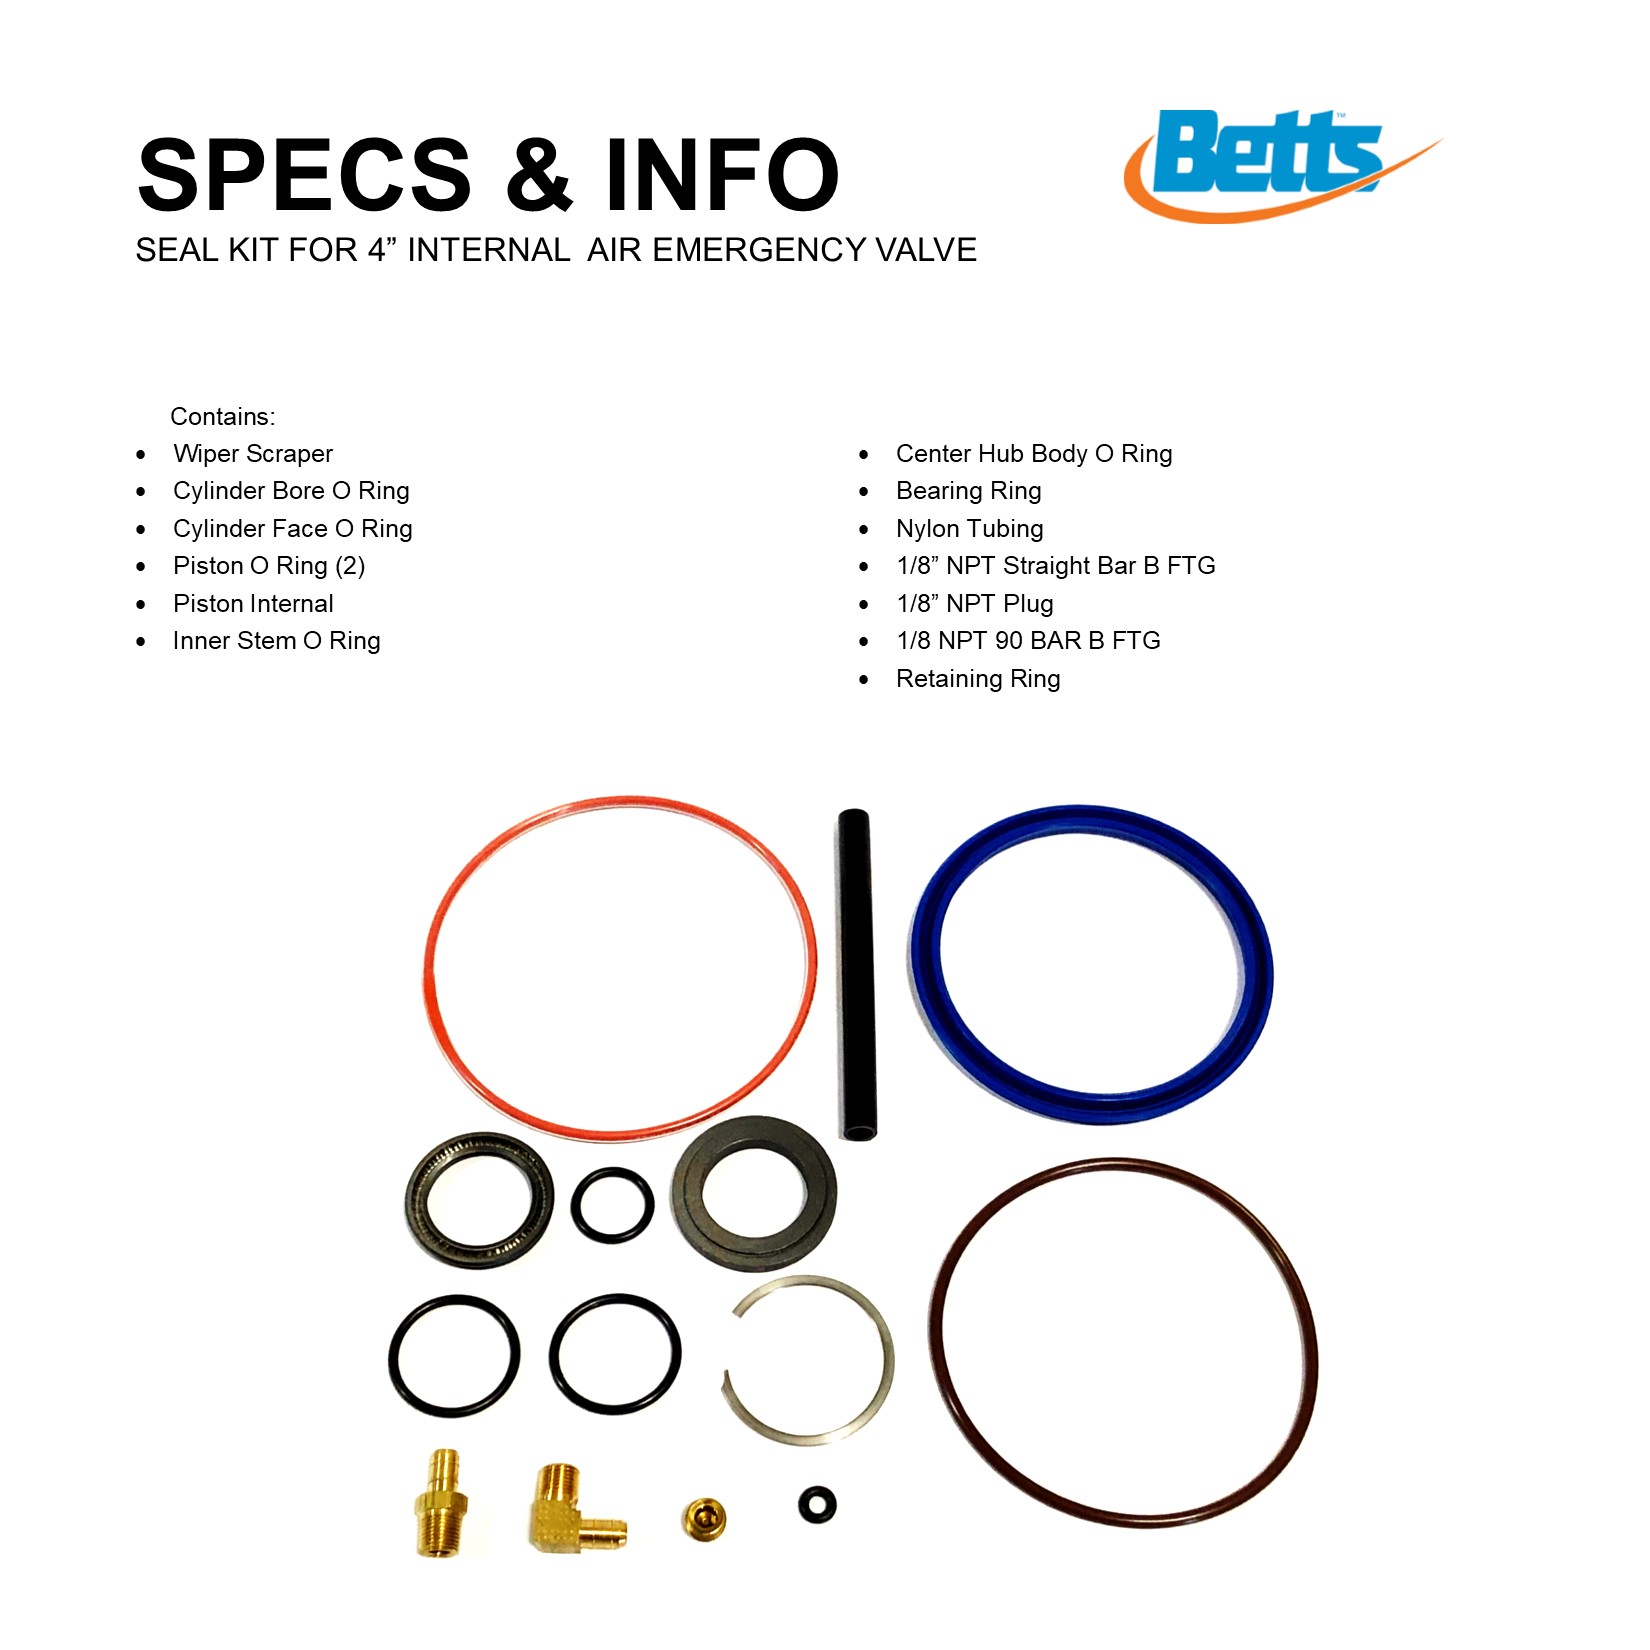 SPECS & INFO
Betts™
SEAL KIT FOR 4” INTERNAL AIR EMERGENCY VALVE
Contains:
• Wiper Scraper
• Cylinder Bore O Ring
• Cylinder Face O Ring
• Piston O Ring (2)
• Piston Internal
• Inner Stem O Ring
• Center Hub Body O Ring
• Bearing Ring
• Nylon Tubing
• 1/8” NPT Straight Bar B FTG
• 1/8” NPT Plug
• 1/8 NPT 90 BAR B FTG
• Retaining Ring